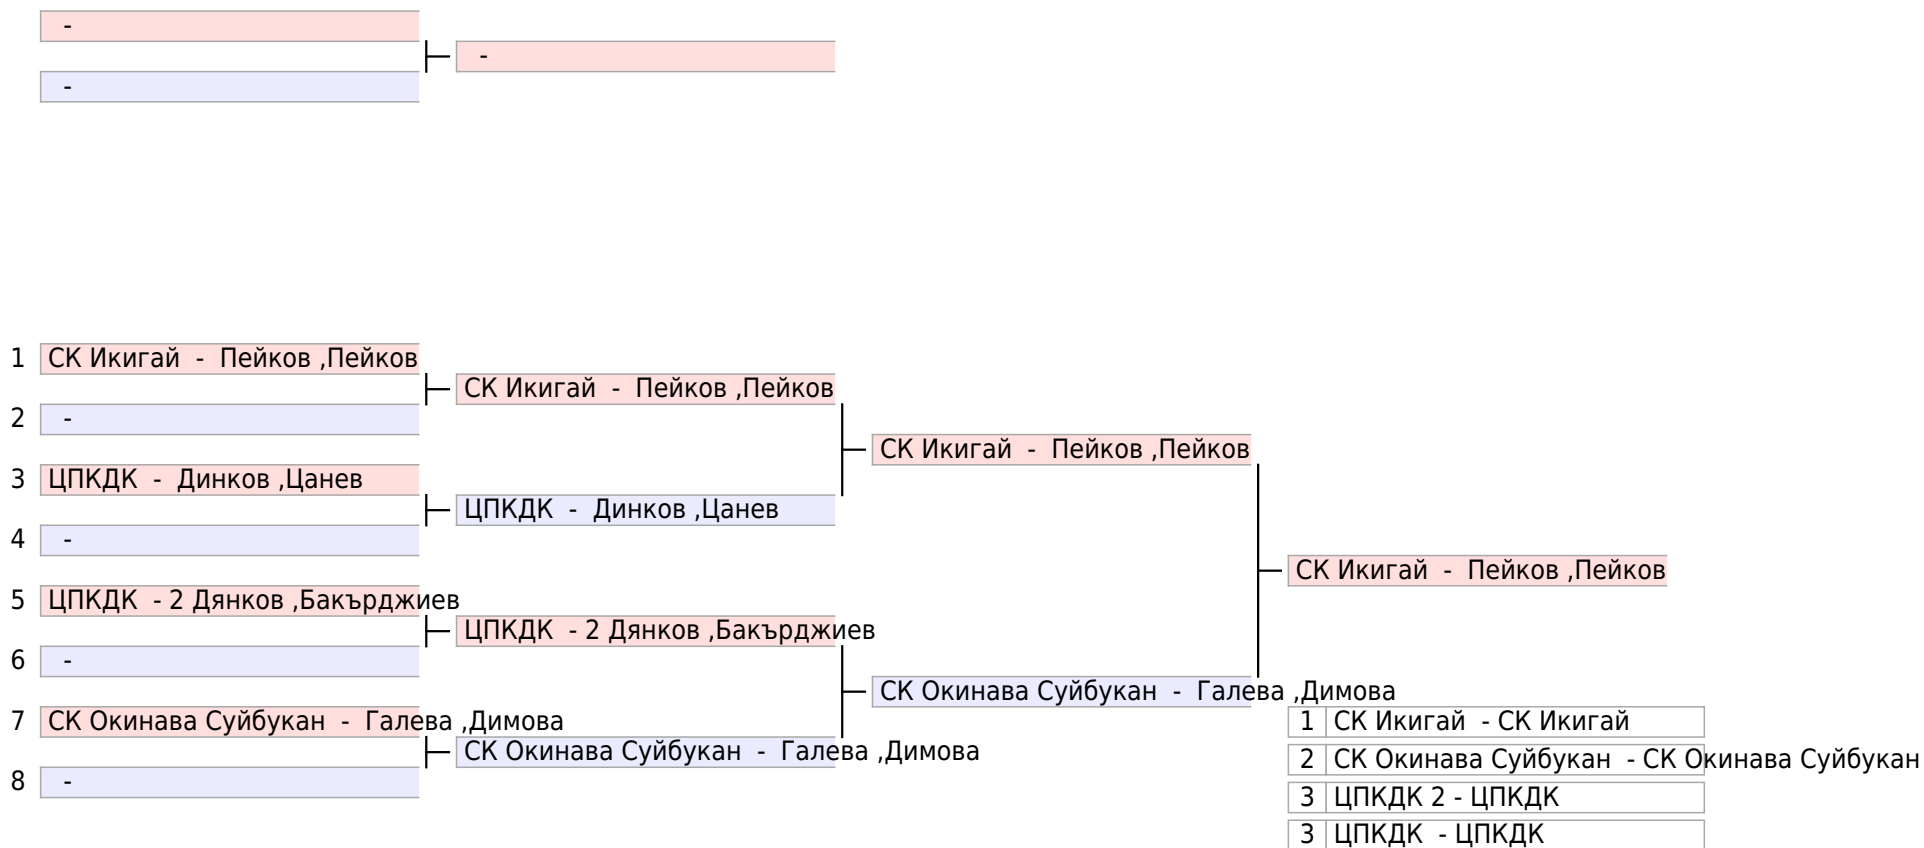 -
-
-
1 СК Икигай - Пейков ,Пейков
СК Икигай - Пейков ,Пейков
2 -
СК Икигай - Пейков ,Пейков
3 ЦПКДК - Динков ,Цанев
ЦПКДК - Динков ,Цанев
4 -
СК Икигай - Пейков ,Пейков
5 ЦПКДК - 2 Дянков ,Бакърджиев
ЦПКДК - 2 Дянков ,Бакърджиев
6 -
СК Окинава Суйбукан - Галева ,Димова
7 СК Окинава Суйбукан - Галева ,Димова
СК Окинава Суйбукан - Галева ,Димова
8 -
1 СК Икигай - СК Икигай
2 СК Окинава Суйбукан - СК Окинава Суйбукан
3 ЦПКДК 2 - ЦПКДК
3 ЦПКДК - ЦПКДК